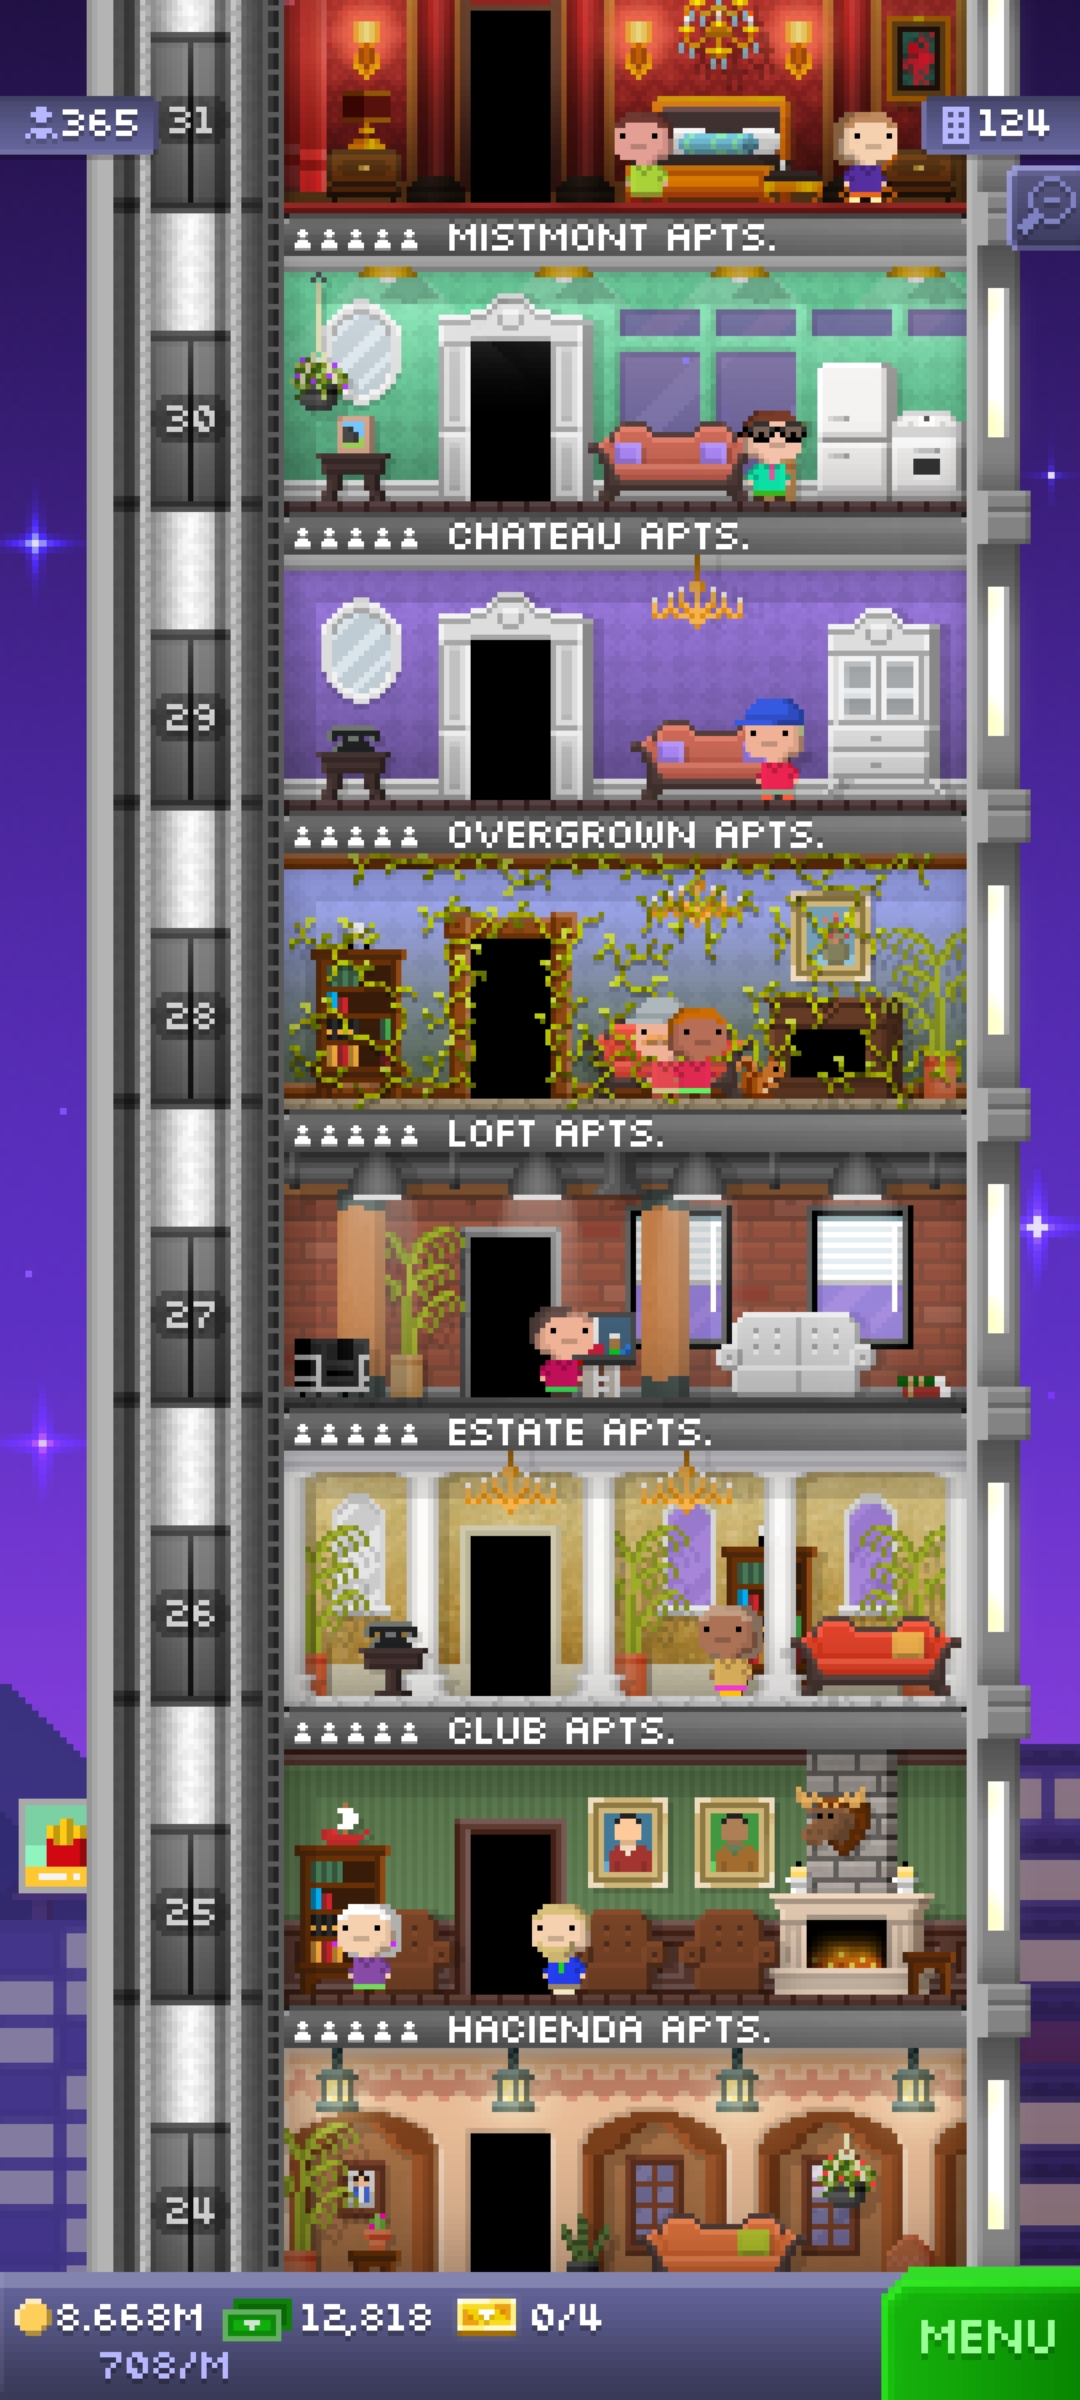 31
365
124
MISTMONT APTS.
30
CHATEAU APTS.
29
OVERGROWN APTS.
28
LOFT APTS.
27
ESTATE APTS.
26
CLUB APTS.
25
HACIENDA APTS.
24
8.668M 12,818 0/4
708/M
MENU